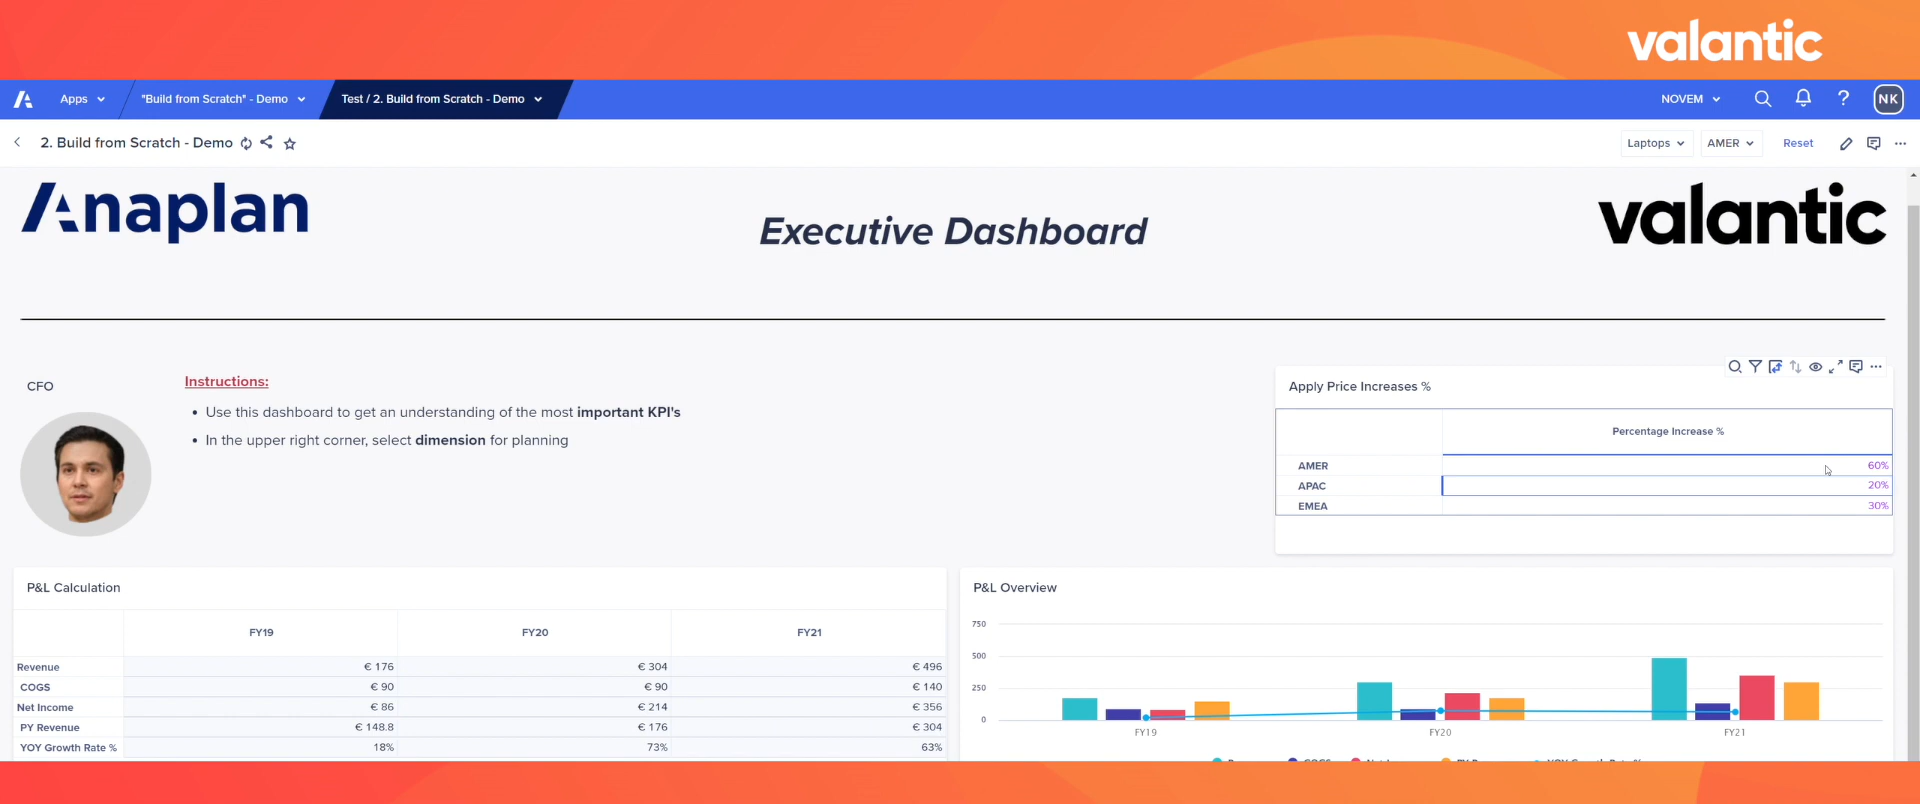 valantic
Apps
"Build from Scratch" - Demo
Test / 2. Build from Scratch - Demo
NOVEM
?
NK
2. Build from Scratch - Demo
Laptops
AMER
Reset
Anaplan
Executive Dashboard
valantic
CFO
Instructions:
• Use this dashboard to get an understanding of the most important KPI's
• In the upper right corner, select dimension for planning
Apply Price Increases %
Percentage Increase %
AMER 60%
APAC 20%
EMEA 30%
P&L Calculation
FY19 FY20 FY21
Revenue € 176 € 304 € 496
COGS € 90 € 90 € 140
Net Income € 86 € 214 € 356
PY Revenue € 148.8 € 176 € 304
YOY Growth Rate % 18% 73% 63%
P&L Overview
750
500
250
0
FY19 FY20 FY21